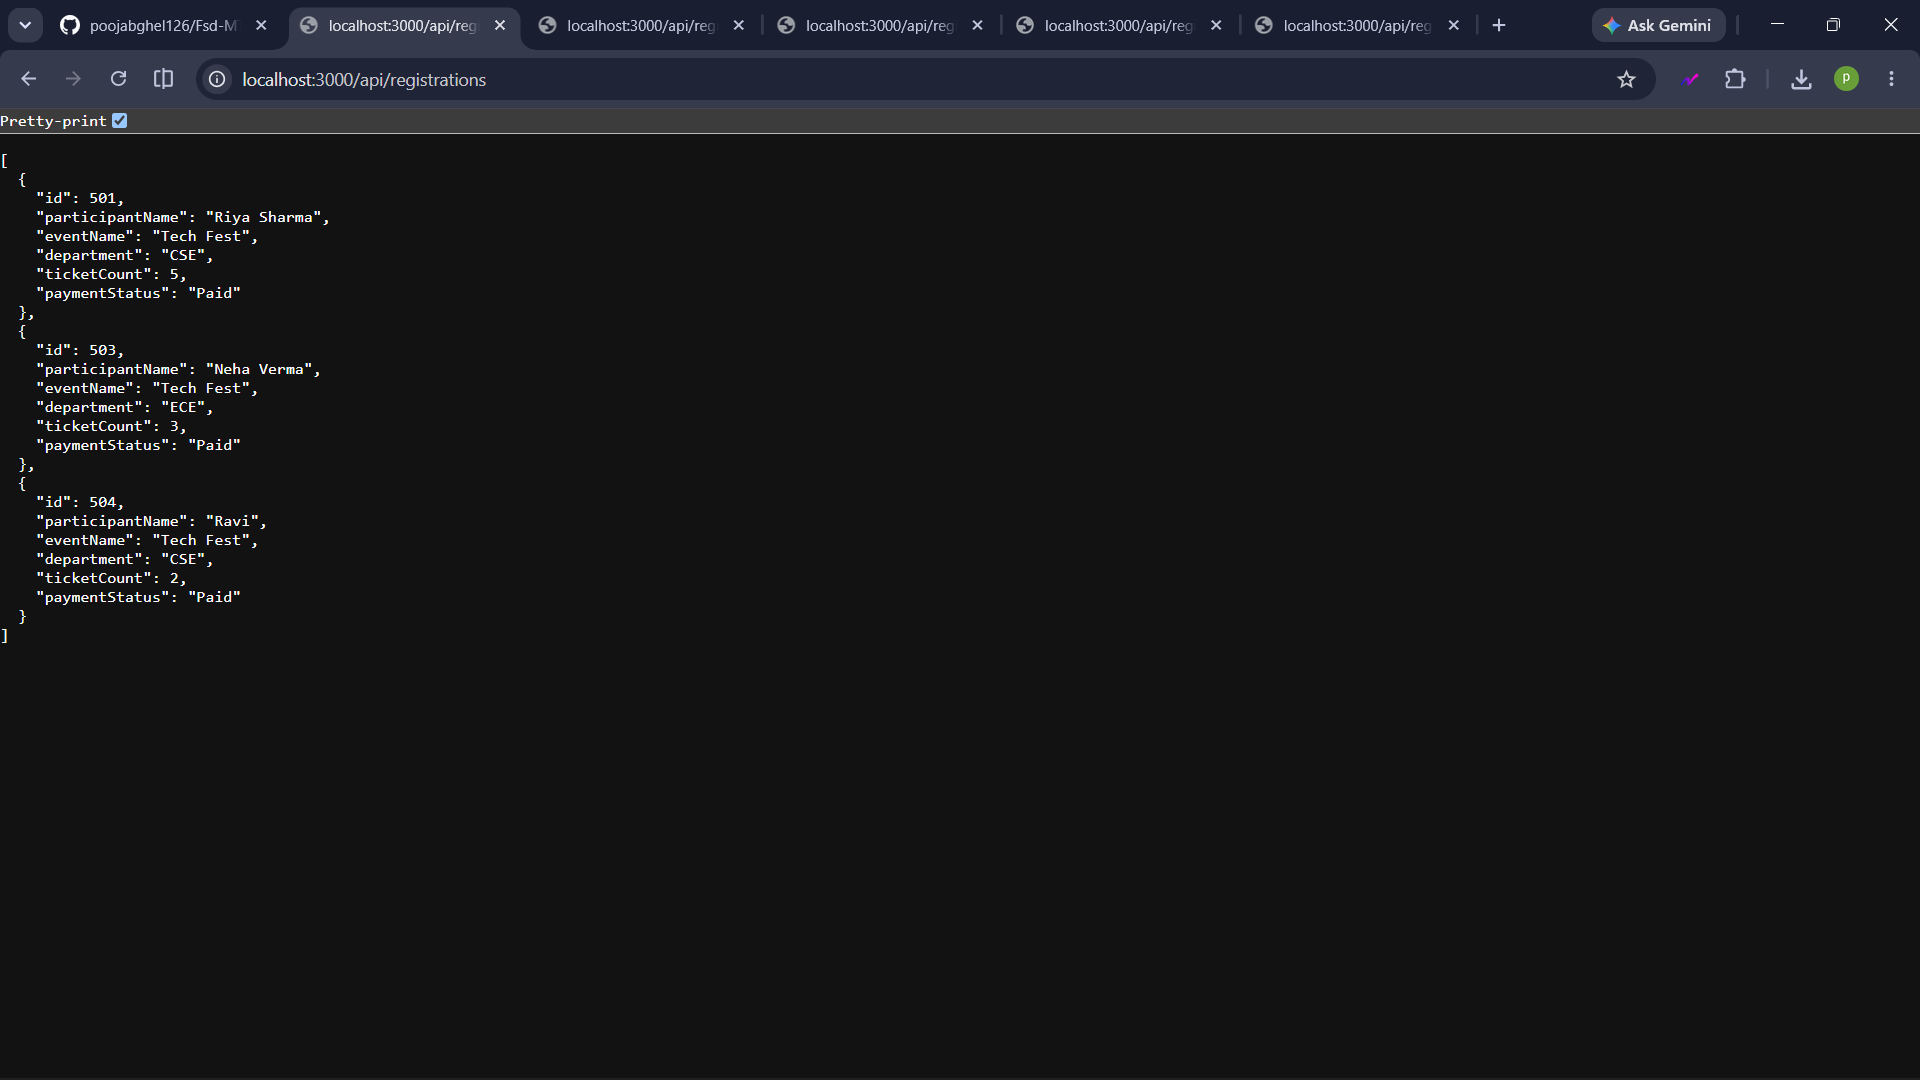 poojabghel126/Fsd-M
localhost:3000/api/reg
localhost:3000/api/reg
localhost:3000/api/reg
localhost:3000/api/reg
localhost:3000/api/reg
Ask Gemini
localhost:3000/api/registrations
P
Pretty-print
[
  {
    "id": 501,
    "participantName": "Riya Sharma",
    "eventName": "Tech Fest",
    "department": "CSE",
    "ticketCount": 5,
    "paymentStatus": "Paid"
  },
  {
    "id": 503,
    "participantName": "Neha Verma",
    "eventName": "Tech Fest",
    "department": "ECE",
    "ticketCount": 3,
    "paymentStatus": "Paid"
  },
  {
    "id": 504,
    "participantName": "Ravi",
    "eventName": "Tech Fest",
    "department": "CSE",
    "ticketCount": 2,
    "paymentStatus": "Paid"
  }
]